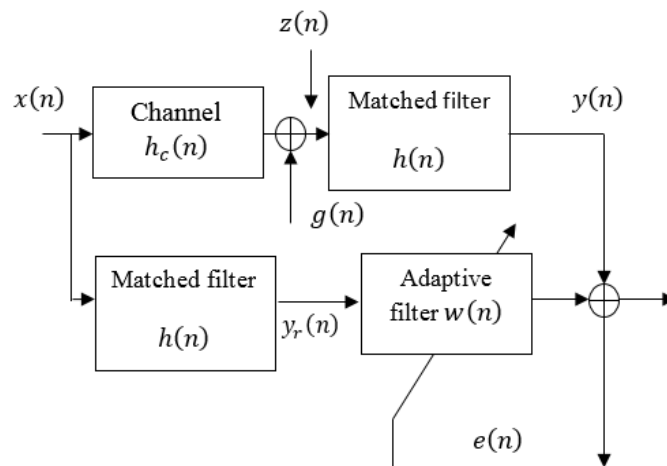 z(n)
x(n)
Channel
h_c(n)
Matched filter
h(n)
y(n)
g(n)
Matched filter
h(n)
y_r(n)
Adaptive
filter w(n)
e(n)